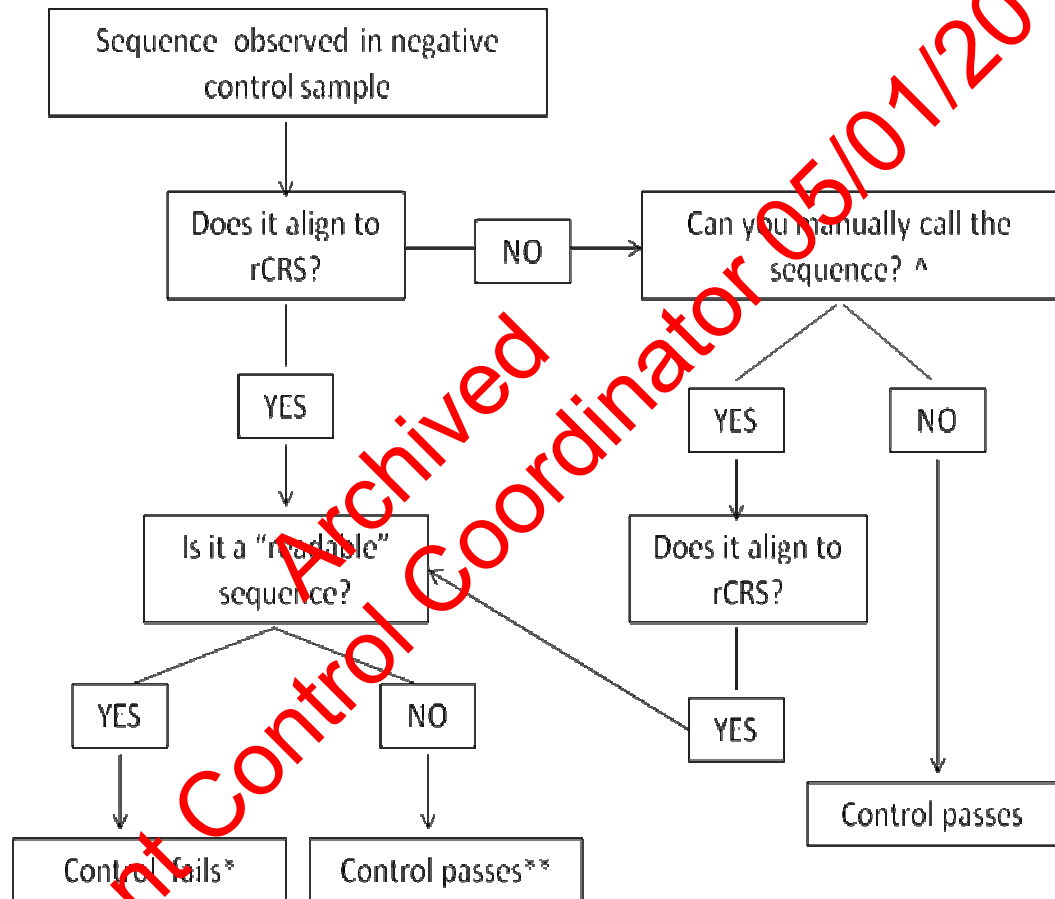 Sequence observed in negative
control sample
Does it align to
rCRS?
NO
Can you manually call the
sequence? ^
YES
YES
NO
Is it a "readable"
sequence?
Does it align to
rCRS?
YES
NO
YES
Control passes
Control fails*
Control passes**
Archived
Control Coordinator 05/01/20